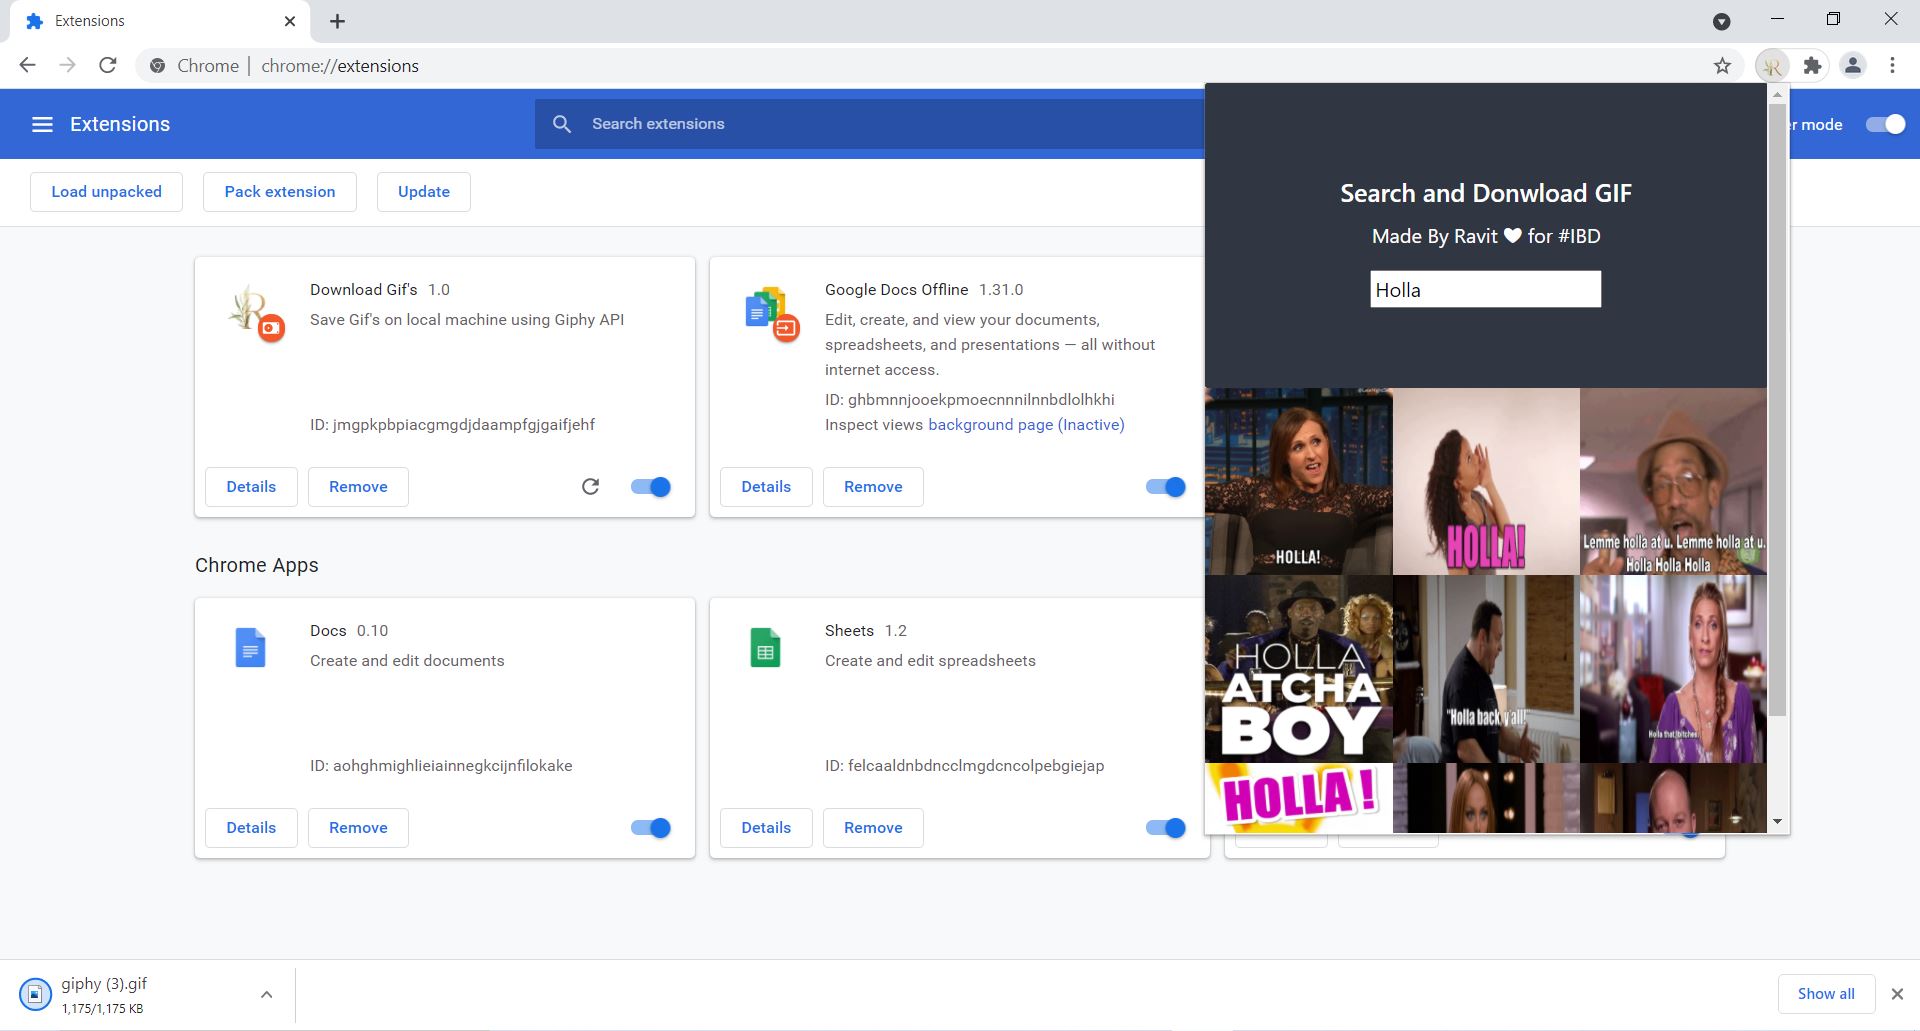 Extensions
Chrome
chrome://extensions
Extensions
Search extensions
r mode
Load unpacked
Pack extension
Update
Download Gif's 1.0
Save Gif's on local machine using Giphy API
ID: jmgpkpbpiacgmgdjdaampfgjgaifjehf
Details
Remove
Google Docs Offline 1.31.0
Edit, create, and view your documents,
spreadsheets, and presentations — all without
internet access.
ID: ghbmnnjooekpmoecnnnilnnbdlolhkhi
Inspect views background page (Inactive)
Details
Remove
Chrome Apps
Docs 0.10
Create and edit documents
ID: aohghmighlieiainnegkcijnfilokake
Details
Remove
Sheets 1.2
Create and edit spreadsheets
ID: felcaaldnbdncclmgdcncolpebgiejap
Details
Remove
Search and Donwload GIF
Made By Ravit 🤍 for #IBD
Holla
HOLLA!
HOLLA!
Lemme holla at u. Lemme holla at u.
Holla Holla Holla
HOLLA
ATCHA
BOY
"Holla back y'all!"
Holla that, bitches.
HOLLA !
giphy (3).gif
1,175/1,175 KB
Show all